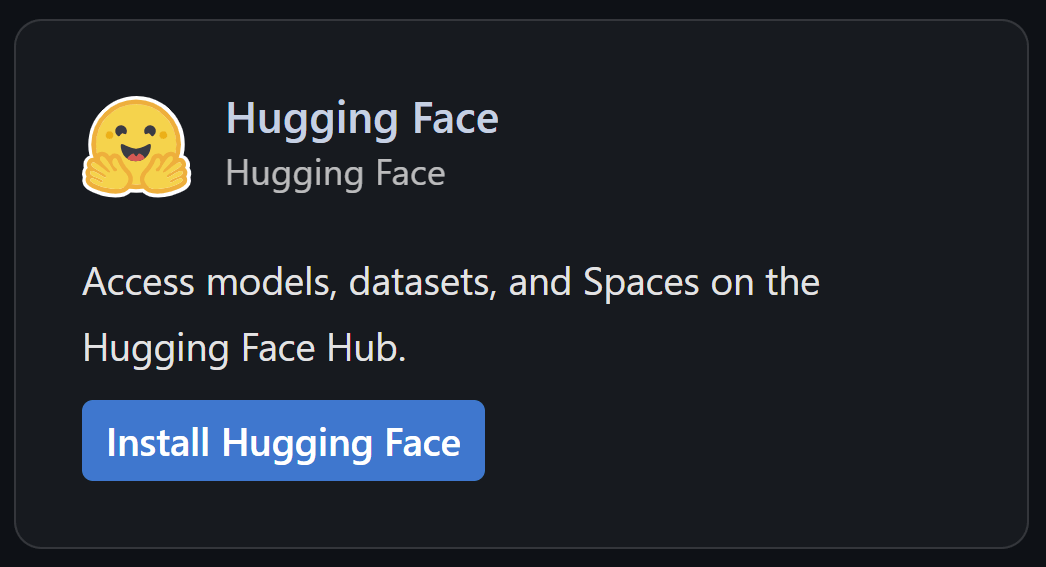 Hugging Face
Hugging Face
Access models, datasets, and Spaces on the
Hugging Face Hub.
Install Hugging Face